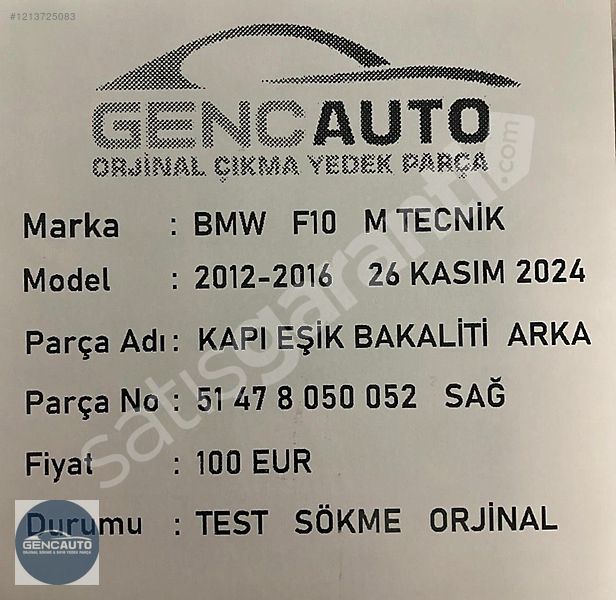 #1213725083
GENCAUTO
ORJİNAL ÇIKMA YEDEK PARÇA
Marka : BMW F10 M TECNİK
Model : 2012-2016 26 KASIM 2024
Parça Adı : KAPI EŞİK BAKALİTİ ARKA
Parça No : 51 47 8 050 052 SAĞ
Fiyat : 100 EUR
Durumu : TEST SÖKME ORJİNAL
satışgaranti.com
GENCAUTO